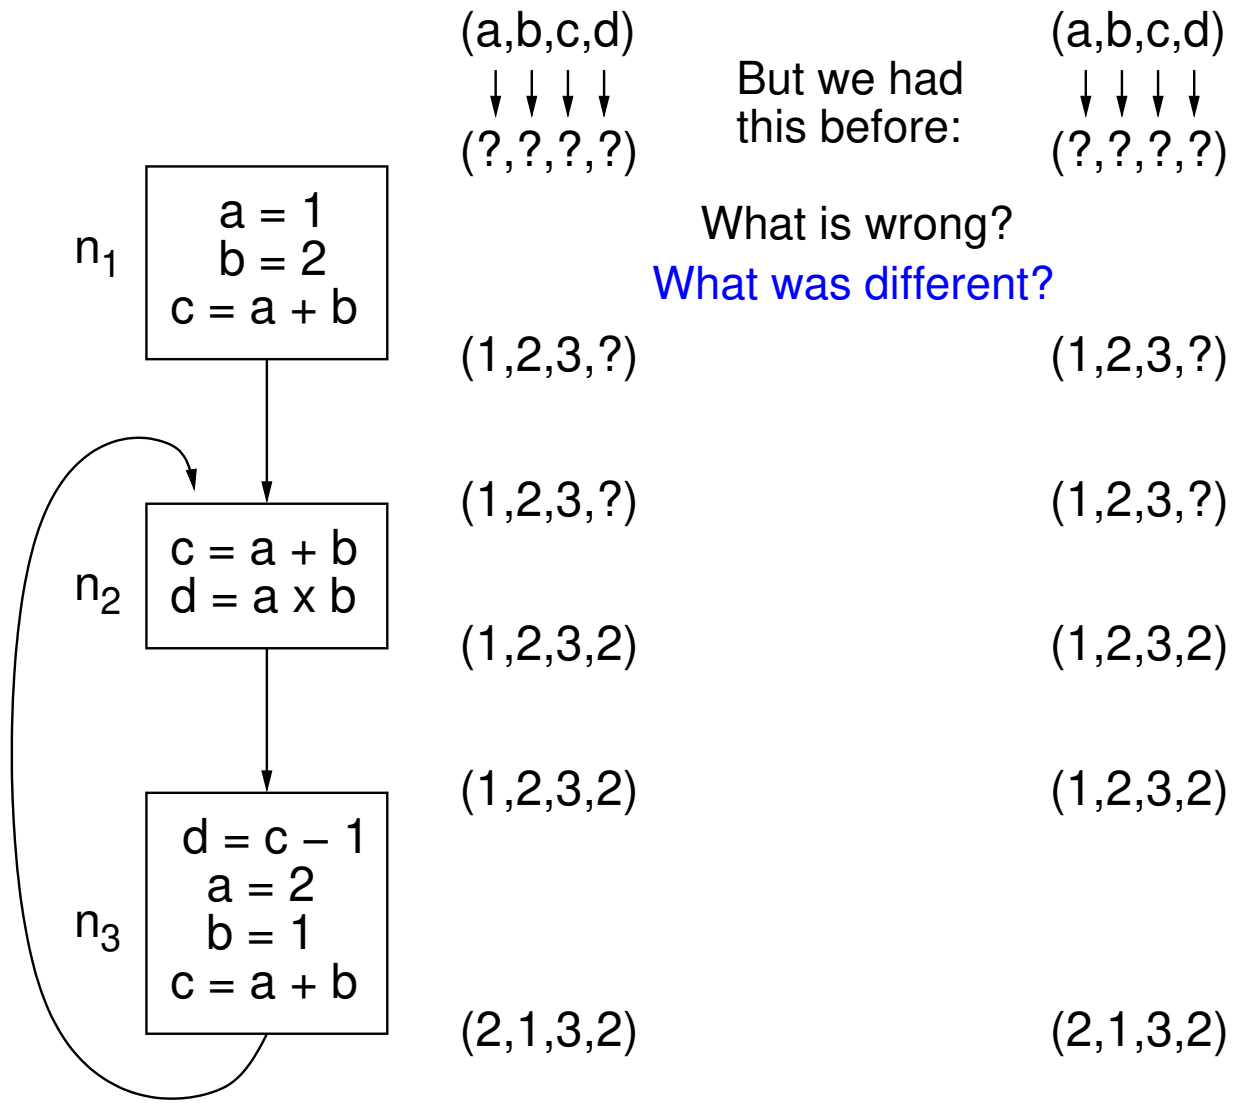 (a,b,c,d)
(?,?,?,?)
But we had
this before:
(a,b,c,d)
(?,?,?,?)
What is wrong?
What was different?
n1
a = 1
b = 2
c = a + b
(1,2,3,?)
(1,2,3,?)
(1,2,3,?)
(1,2,3,?)
n2
c = a + b
d = a x b
(1,2,3,2)
(1,2,3,2)
(1,2,3,2)
(1,2,3,2)
n3
d = c – 1
a = 2
b = 1
c = a + b
(2,1,3,2)
(2,1,3,2)